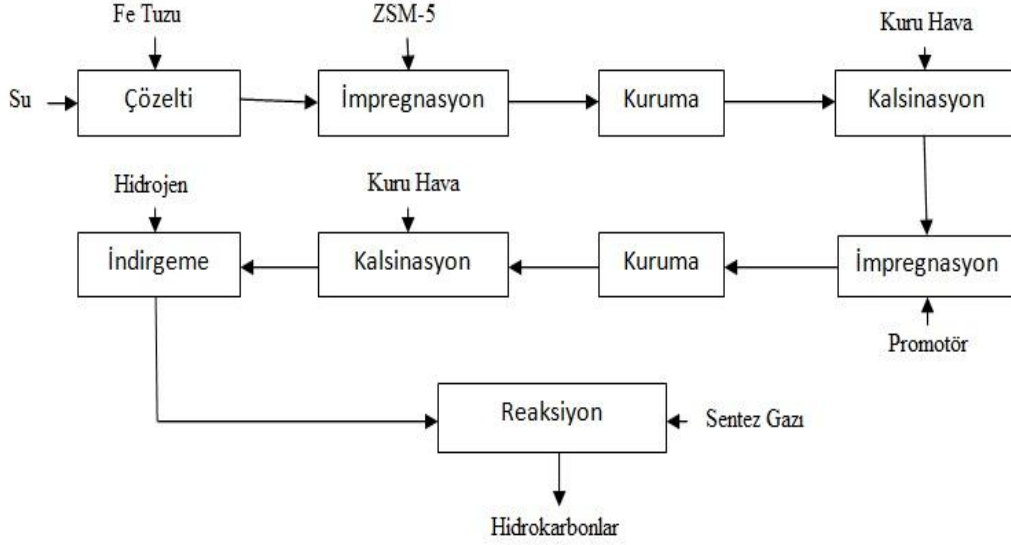 Fe Tuzu
ZSM-5
Kuru Hava
Su
Çözelti
İmpregnasyon
Kuruma
Kalsinasyon
Hidrojen
Kuru Hava
İndirgeme
Kalsinasyon
Kuruma
İmpregnasyon
Promotör
Reaksiyon
Sentez Gazı
Hidrokarbonlar